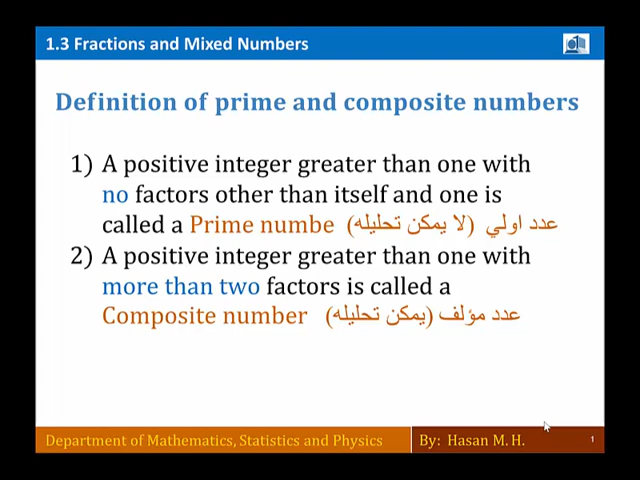 1.3 Fractions and Mixed Numbers
Definition of prime and composite numbers
1) A positive integer greater than one with
no factors other than itself and one is
called a Prime numbe عدد اولي (لا يمكن تحليله)
2) A positive integer greater than one with
more than two factors is called a
Composite number عدد مؤلف (يمكن تحليله)
Department of Mathematics, Statistics and Physics
By: Hasan M. H.
1